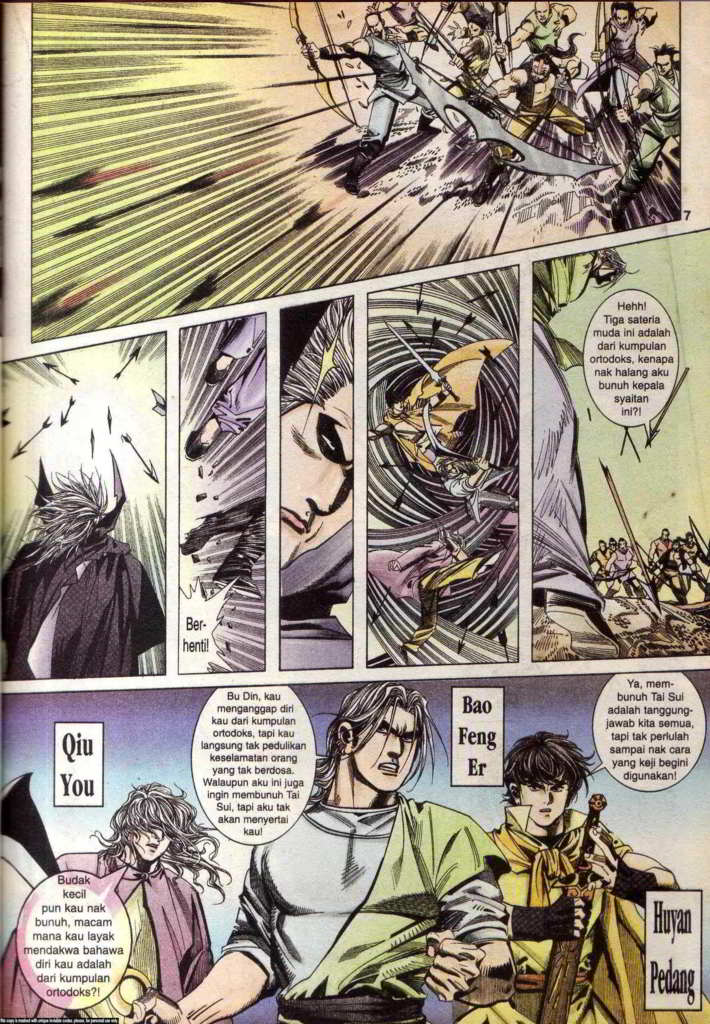 7
Hehh!
Tiga sateria
muda ini adalah
dari kumpulan
ortodoks, kenapa
nak halang aku
bunuh kepala
syaitan
ini?!
Ber-
henti!
Qiu
You
Bu Din, kau
menganggap diri
kau dari kumpulan
ortodoks, tapi kau
langsung tak pedulikan
keselamatan orang
yang tak berdosa.
Walaupun aku ini juga
ingin membunuh Tai
Sui, tapi aku tak
akan menyertai
kau!
Bao
Feng
Er
Ya, mem-
bunuh Tai Sui
adalah tanggung-
jawab kita semua,
tapi tak perlulah
sampai nak cara
yang keji begini
digunakan!
Budak
kecil
pun kau nak
bunuh, macam
mana kau layak
mendakwa bahawa
diri kau adalah
dari kumpulan
ortodoks?!
Huyan
Pedang